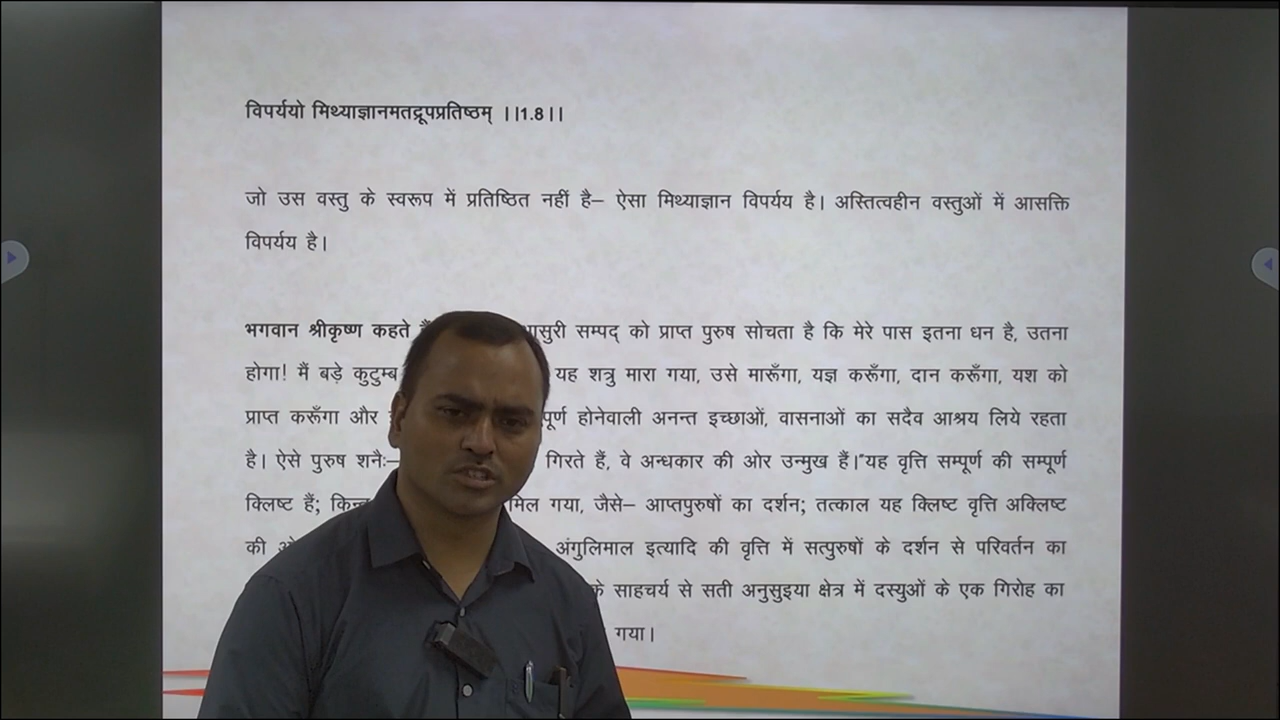 विपर्ययो मिथ्याज्ञानमतद्रूपप्रतिष्ठम् ।।1.8।।
जो उस वस्तु के स्वरूप में प्रतिष्ठित नहीं है– ऐसा मिथ्याज्ञान विपर्यय है। अस्तित्वहीन वस्तुओं में आसक्ति
विपर्यय है।
भगवान श्रीकृष्ण कहते सम्पद् को प्राप्त पुरुष सोचता है कि मेरे पास इतना धन है, उतना
होगा! मैं बड़े कुटुम्ब यह शत्रु मारा गया, उसे मारूँगा, यज्ञ करूँगा, दान करूँगा, यश को
प्राप्त करूँगा और होनेवाली अनन्त इच्छाओं, वासनाओं का सदैव आश्रय लिये रहता
है। ऐसे पुरुष शनैः– गिरते हैं, वे अन्धकार की ओर उन्मुख हैं।" यह वृत्ति सम्पूर्ण की सम्पूर्ण
क्लिष्ट हैं; मिल गया, जैसे– आप्तपुरुषों का दर्शन; तत्काल यह क्लिष्ट वृत्ति अक्लिष्ट
की अंगुलिमाल इत्यादि की वृत्ति में सत्पुरुषों के दर्शन से परिवर्तन का
के साहचर्य से सती अनुसुइया क्षेत्र में दस्युओं के एक गिरोह का
गया।